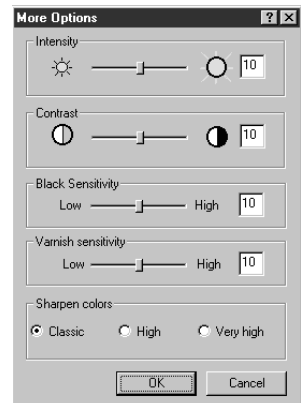 More Options
Intensity
10
Contrast
10
Black Sensitivity
Low High 10
Varnish sensitivity
Low High 10
Sharpen colors
Classic High Very high
OK Cancel